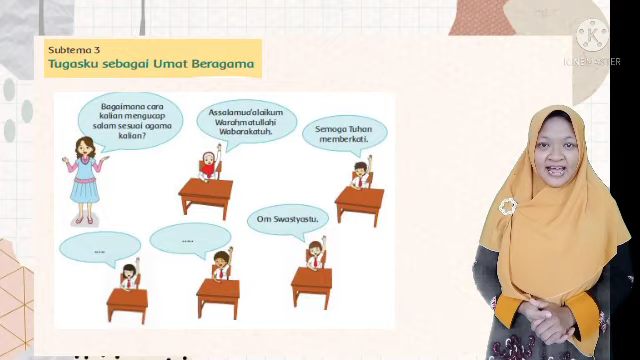 Subtema 3
Tugasku sebagai Umat Beragama
Bagaimana cara
kalian mengucap
salam sesuai agama
kalian?
Assalamua'alaikum
Warahmatullahi
Wabarakatuh.
Semoga Tuhan
memberkati.
Om Swastyastu.
.....
.....
KINEMASTER